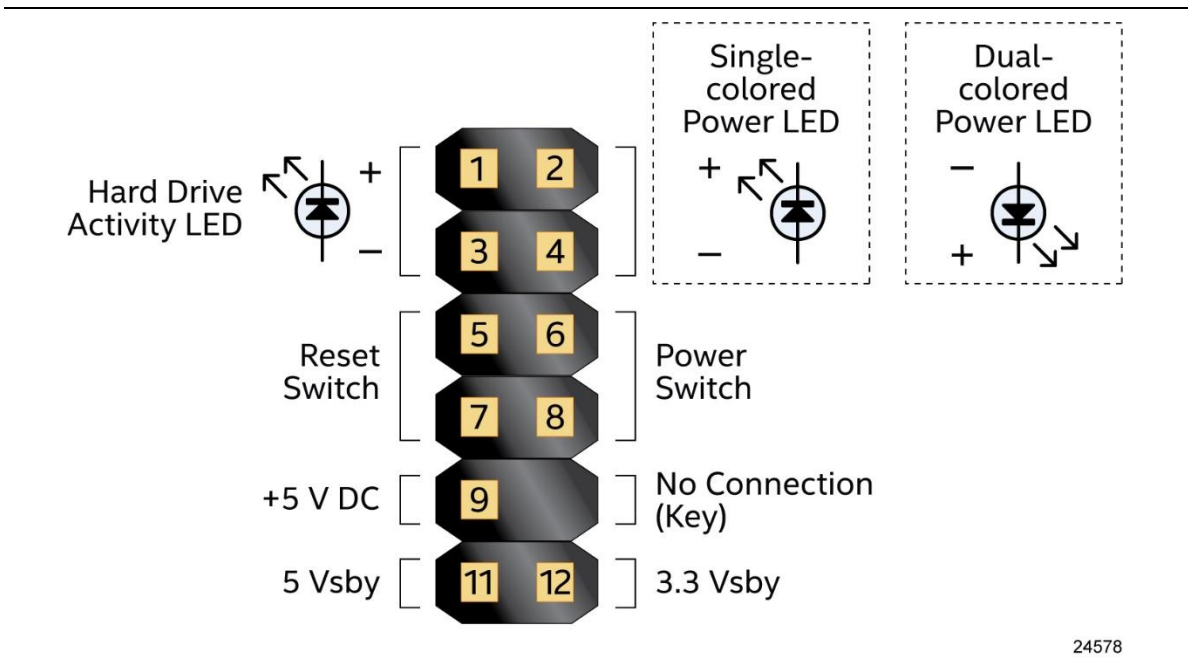 Single-
colored
Power LED
Dual-
colored
Power LED
Hard Drive
Activity LED
+
−
1
2
3
4
+
−
−
+
Reset
Switch
5
6
7
8
Power
Switch
+5 V DC
9
No Connection
(Key)
5 Vsby
11
12
3.3 Vsby
24578